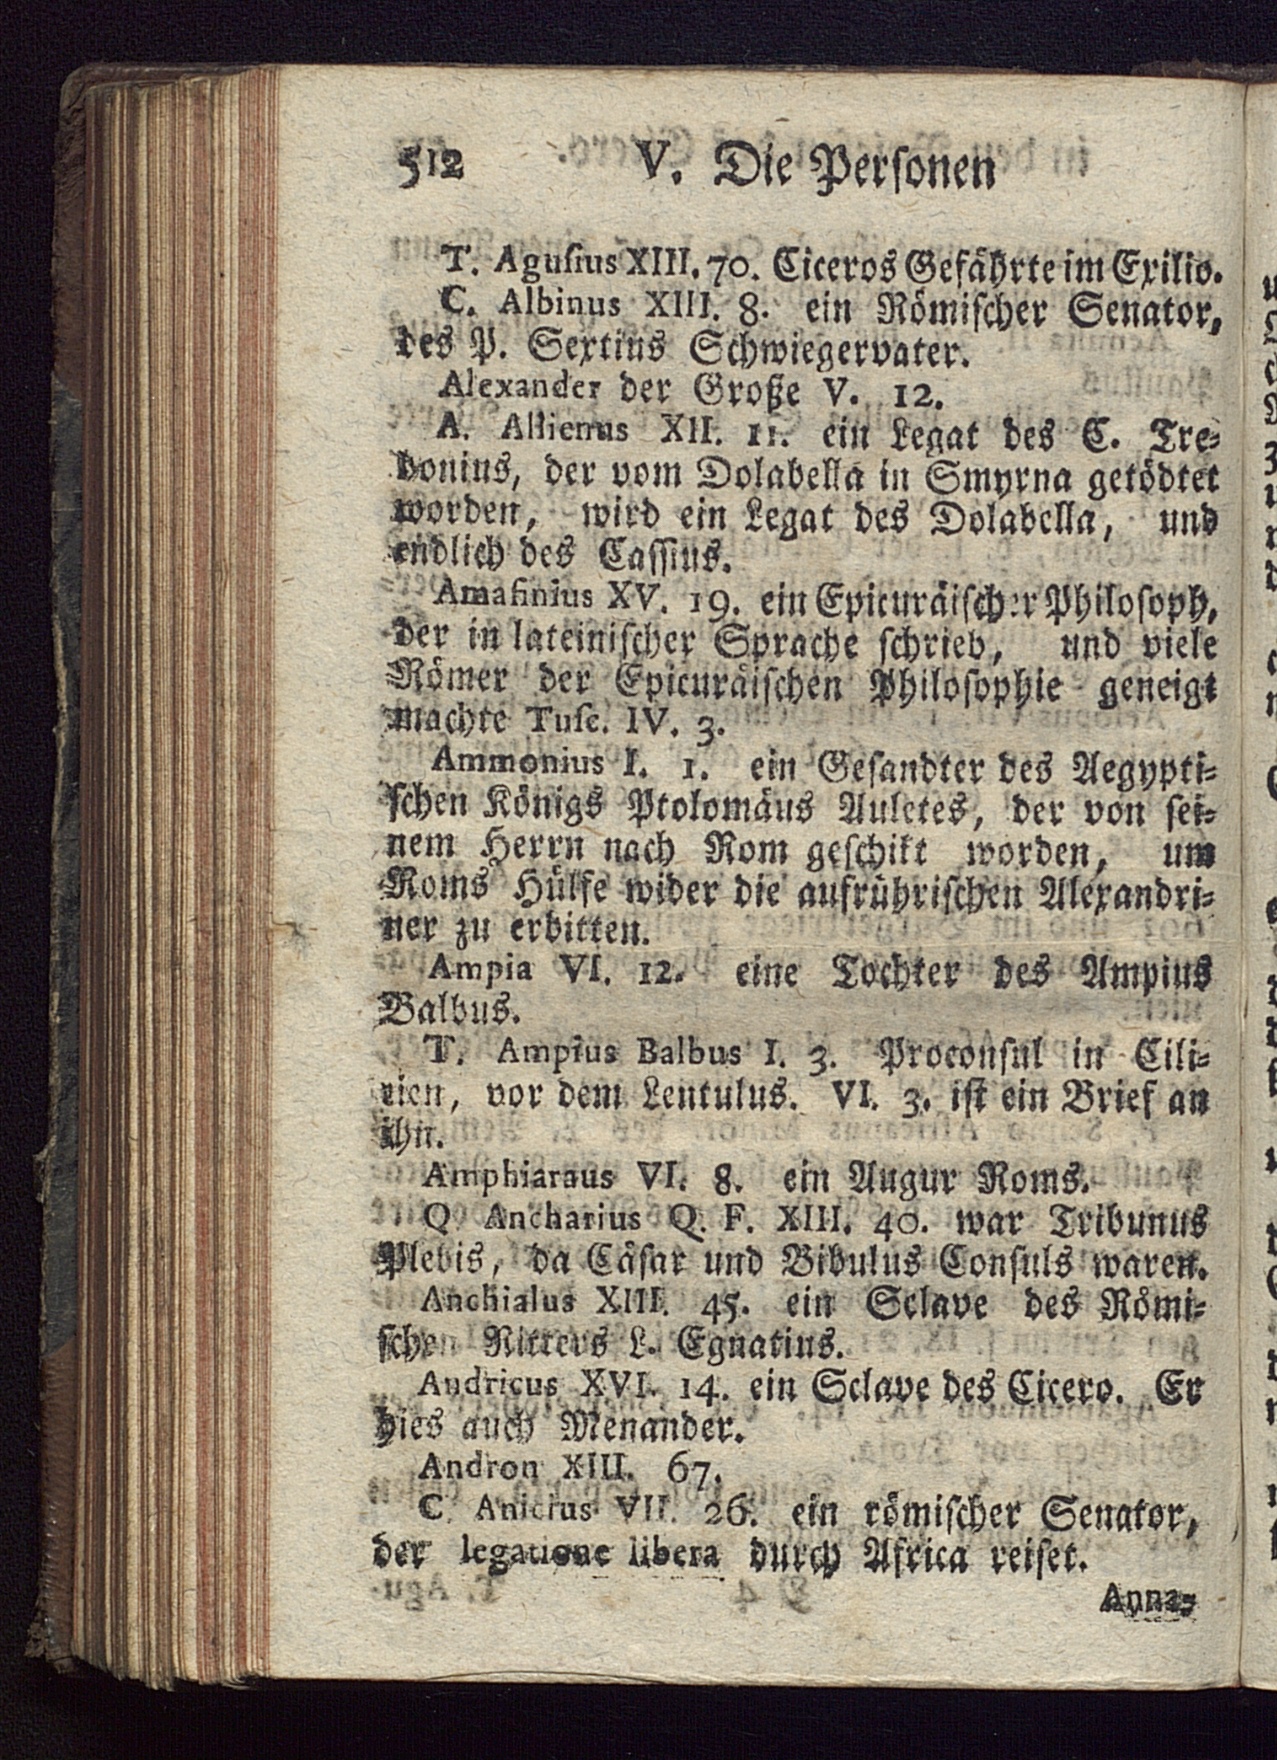 512 V. Die Personen
T. Agusius XIII. 70. Ciceros Gefährte im Exilio.
C. Albinus XIII. 8. ein Römischer Senator,
des P. Sextius Schwiegervater.
Alexander der Große V. 12.
A. Allienus XII. 11. ein Legat des C. Tre-
bonius, der vom Dolabella in Smyrna getödtet
worden, wird ein Legat des Dolabella, und
endlich des Cassius.
Amafinius XV. 19. ein Epicuräischer Philosoph,
der in lateinischer Sprache schrieb, und viele
Römer der Epicuräischen Philosophie geneigt
machte Tusc. IV. 3.
Ammonius I. 1. ein Gesandter des Aegypti-
schen Königs Ptolomäus Auletes, der von sei-
nem Herrn nach Rom geschikt worden, um
Roms Hülfe wider die aufrührischen Alexandri-
ner zu erbitten.
Ampia VI. 12. eine Tochter des Ampius
Balbus.
T. Ampius Balbus I. 3. Proconsul in Cili-
cien, vor dem Lentulus. VI. 3. ist ein Brief an
ihn.
Amphiaraus VI. 8. ein Augur Roms.
Q. Ancharius Q. F. XIII. 40. war Tribunus
Plebis, da Cäsar und Bibulus Consuls waren.
Anchialus XIII. 45. ein Sclave des Römi-
schen Ritters L. Egnatius.
Andricus XVI. 14. ein Sclave des Cicero. Er
hies auch Menander.
Andron XIII. 67.
C. Anicius VII. 26. ein römischer Senator,
der legatione libera durch Africa reiset.
Anna-